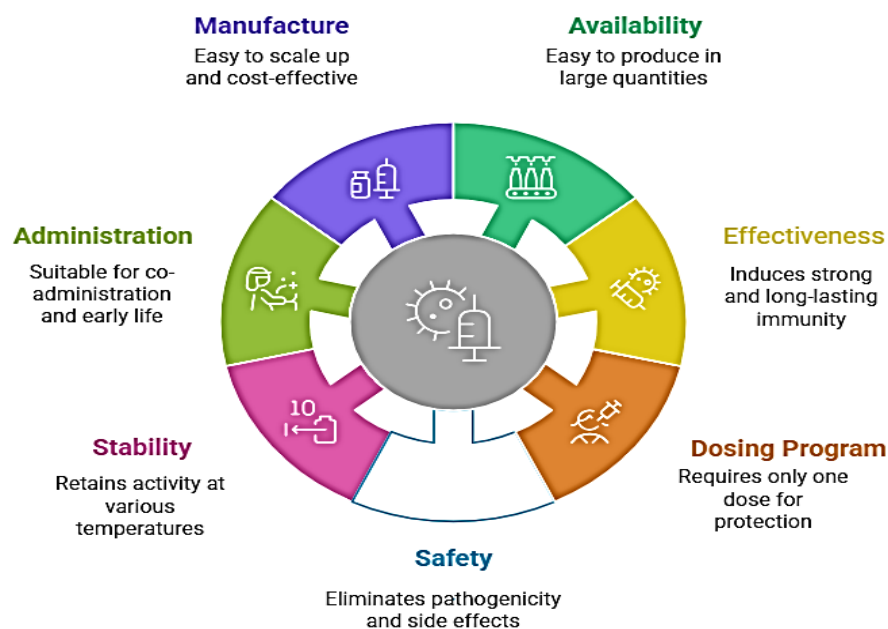 Manufacture
Easy to scale up
and cost-effective
Availability
Easy to produce in
large quantities
Effectiveness
Induces strong
and long-lasting
immunity
Dosing Program
Requires only one
dose for
protection
Safety
Eliminates pathogenicity
and side effects
Stability
Retains activity at
various
temperatures
10
Administration
Suitable for co-
administration
and early life